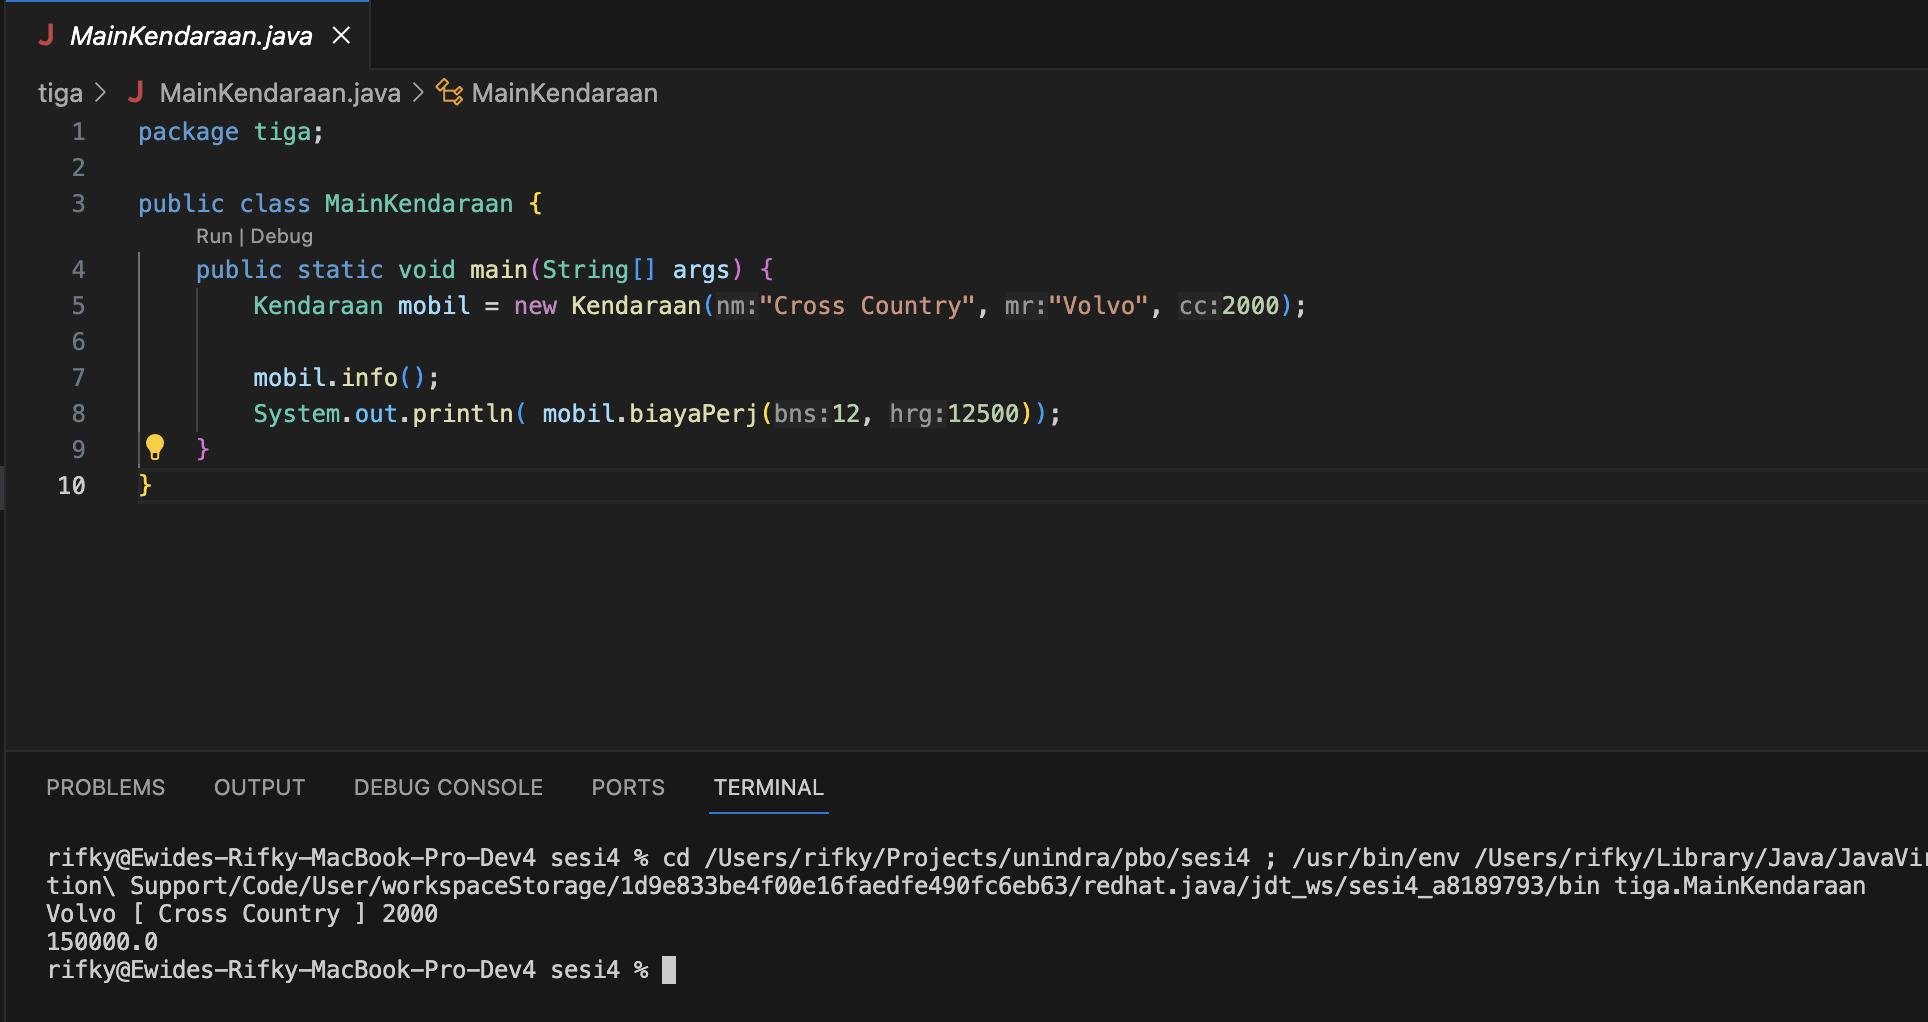 MainKendaraan.java
tiga > MainKendaraan.java > MainKendaraan
1 package tiga;
2
3 public class MainKendaraan {
Run | Debug
4 public static void main(String[] args) {
5 Kendaraan mobil = new Kendaraan(nm:"Cross Country", mr:"Volvo", cc:2000);
6
7 mobil.info();
8 System.out.println( mobil.biayaPerj(bns:12, hrg:12500));
9 }
10 }
PROBLEMS OUTPUT DEBUG CONSOLE PORTS TERMINAL
rifky@Ewides-Rifky-MacBook-Pro-Dev4 sesi4 % cd /Users/rifky/Projects/unindra/pbo/sesi4 ; /usr/bin/env /Users/rifky/Library/Java/JavaVir
tion\ Support/Code/User/workspaceStorage/1d9e833be4f00e16faedfe490fc6eb63/redhat.java/jdt_ws/sesi4_a8189793/bin tiga.MainKendaraan
Volvo [ Cross Country ] 2000
150000.0
rifky@Ewides-Rifky-MacBook-Pro-Dev4 sesi4 %